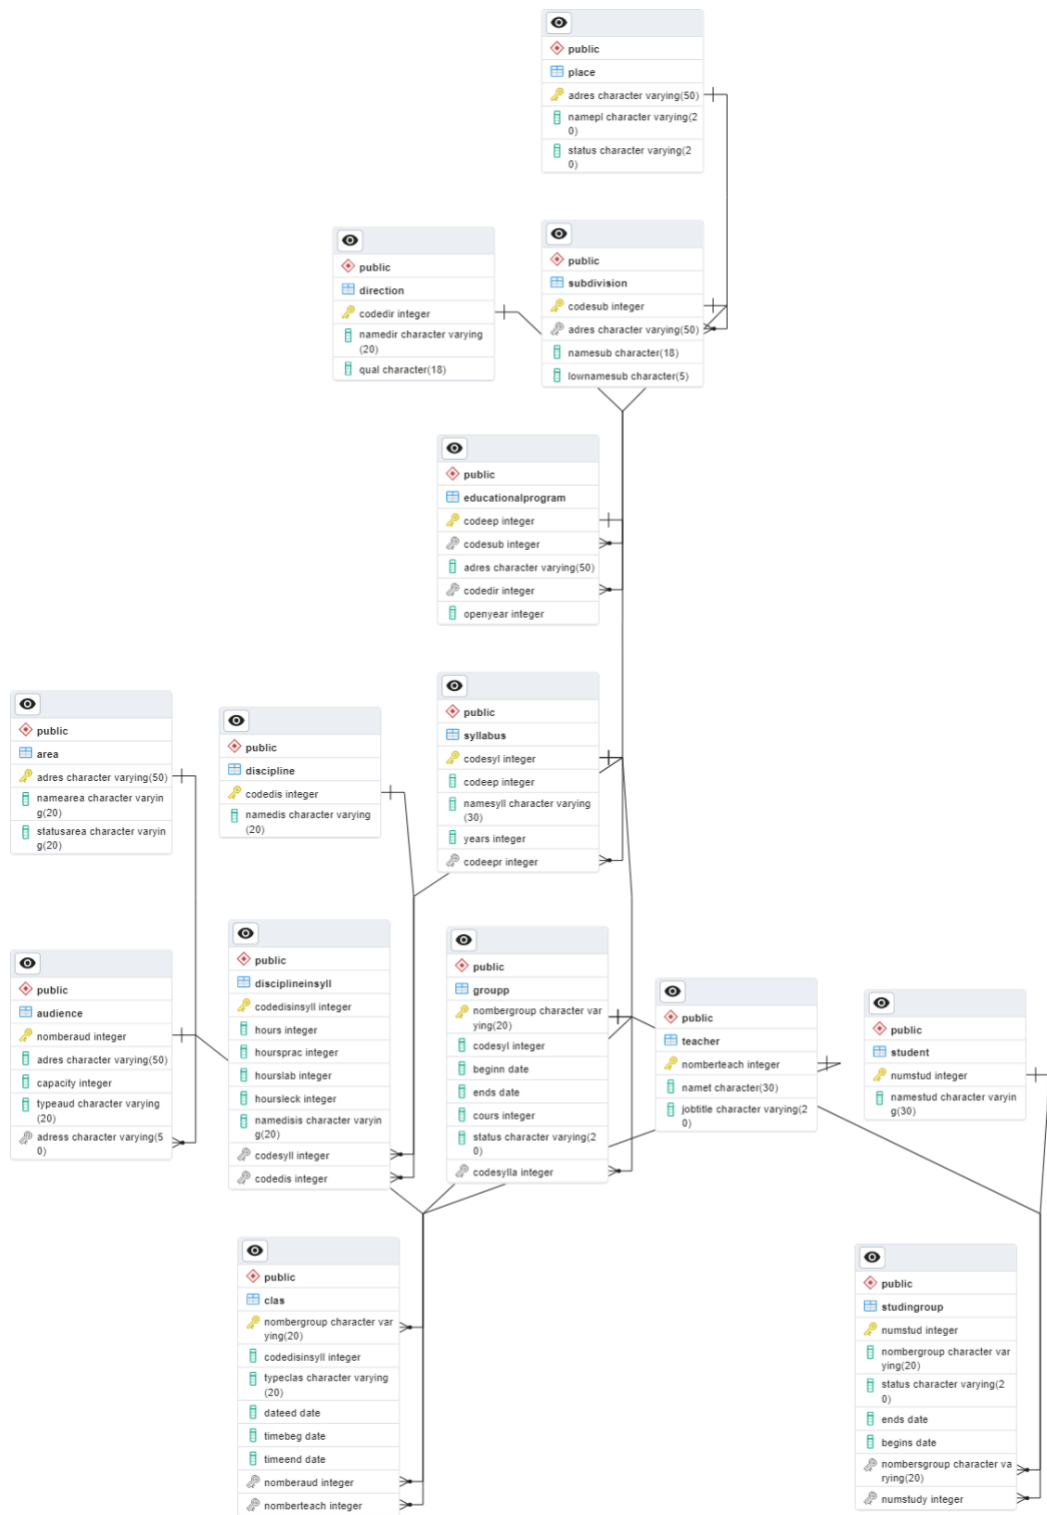 public
place
adres character varying(50)
namepl character varying(2
0)
status character varying(2
0)
public
direction
codedir integer
namedir character varying
(20)
qual character(18)
public
subdivision
codesub integer
adres character varying(50)
namesub character(18)
lownamesub character(5)
public
educationalprogram
codeep integer
codesub integer
adres character varying(50)
codedir integer
openyear integer
public
syllabus
codesyl integer
codeep integer
namesyll character varying
(30)
years integer
codeepr integer
public
area
adres character varying(50)
namearea character varyin
g(20)
statusarea character varyin
g(20)
public
discipline
codedis integer
namedis character varying
(20)
public
audience
nomberaud integer
adres character varying(50)
capacity integer
typeaud character varying
(20)
adress character varying(5
0)
public
disciplineinsyll
codedisinsyll integer
hours integer
hoursprac integer
hourslab integer
hoursleck integer
namedisis character varyin
g(20)
codesyll integer
codedis integer
public
groupp
nombergroup character var
ying(20)
codesyl integer
beginn date
ends date
cours integer
status character varying(2
0)
codesylla integer
public
teacher
nomberteach integer
namet character(30)
jobtitle character varying(2
0)
public
student
numstud integer
namestud character varyin
g(30)
public
clas
nombergroup character var
ying(20)
codedisinsyll integer
typeclas character varying
(20)
dateed date
timebeg date
timeend date
nomberaud integer
nomberteach integer
public
studingroup
numstud integer
nombergroup character var
ying(20)
status character varying(2
0)
ends date
begins date
nombersgroup character va
rying(20)
numstudy integer